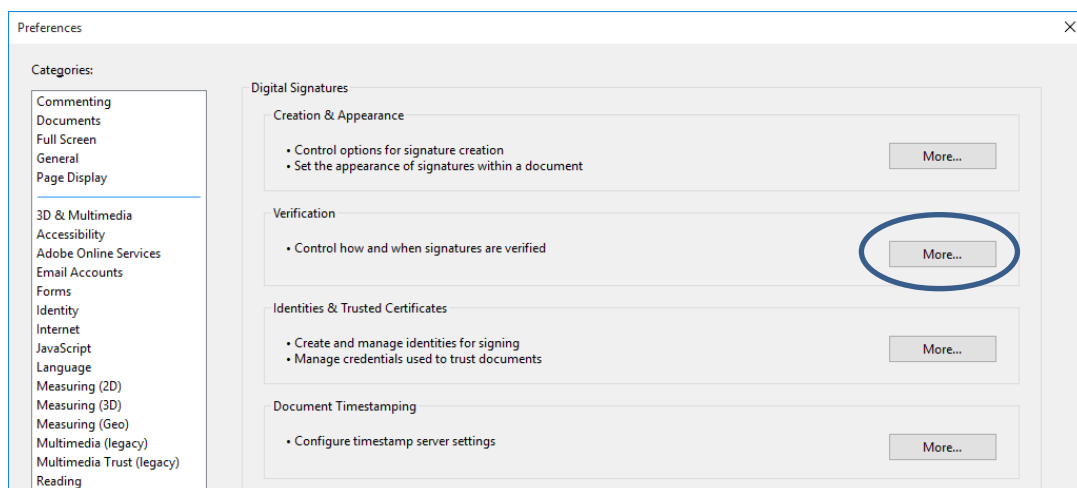 Preferences
Categories:
Commenting
Documents
Full Screen
General
Page Display
3D & Multimedia
Accessibility
Adobe Online Services
Email Accounts
Forms
Identity
Internet
JavaScript
Language
Measuring (2D)
Measuring (3D)
Measuring (Geo)
Multimedia (legacy)
Multimedia Trust (legacy)
Reading
Digital Signatures
Creation & Appearance
• Control options for signature creation
• Set the appearance of signatures within a document
More...
Verification
• Control how and when signatures are verified
More...
Identities & Trusted Certificates
• Create and manage identities for signing
• Manage credentials used to trust documents
More...
Document Timestamping
• Configure timestamp server settings
More...